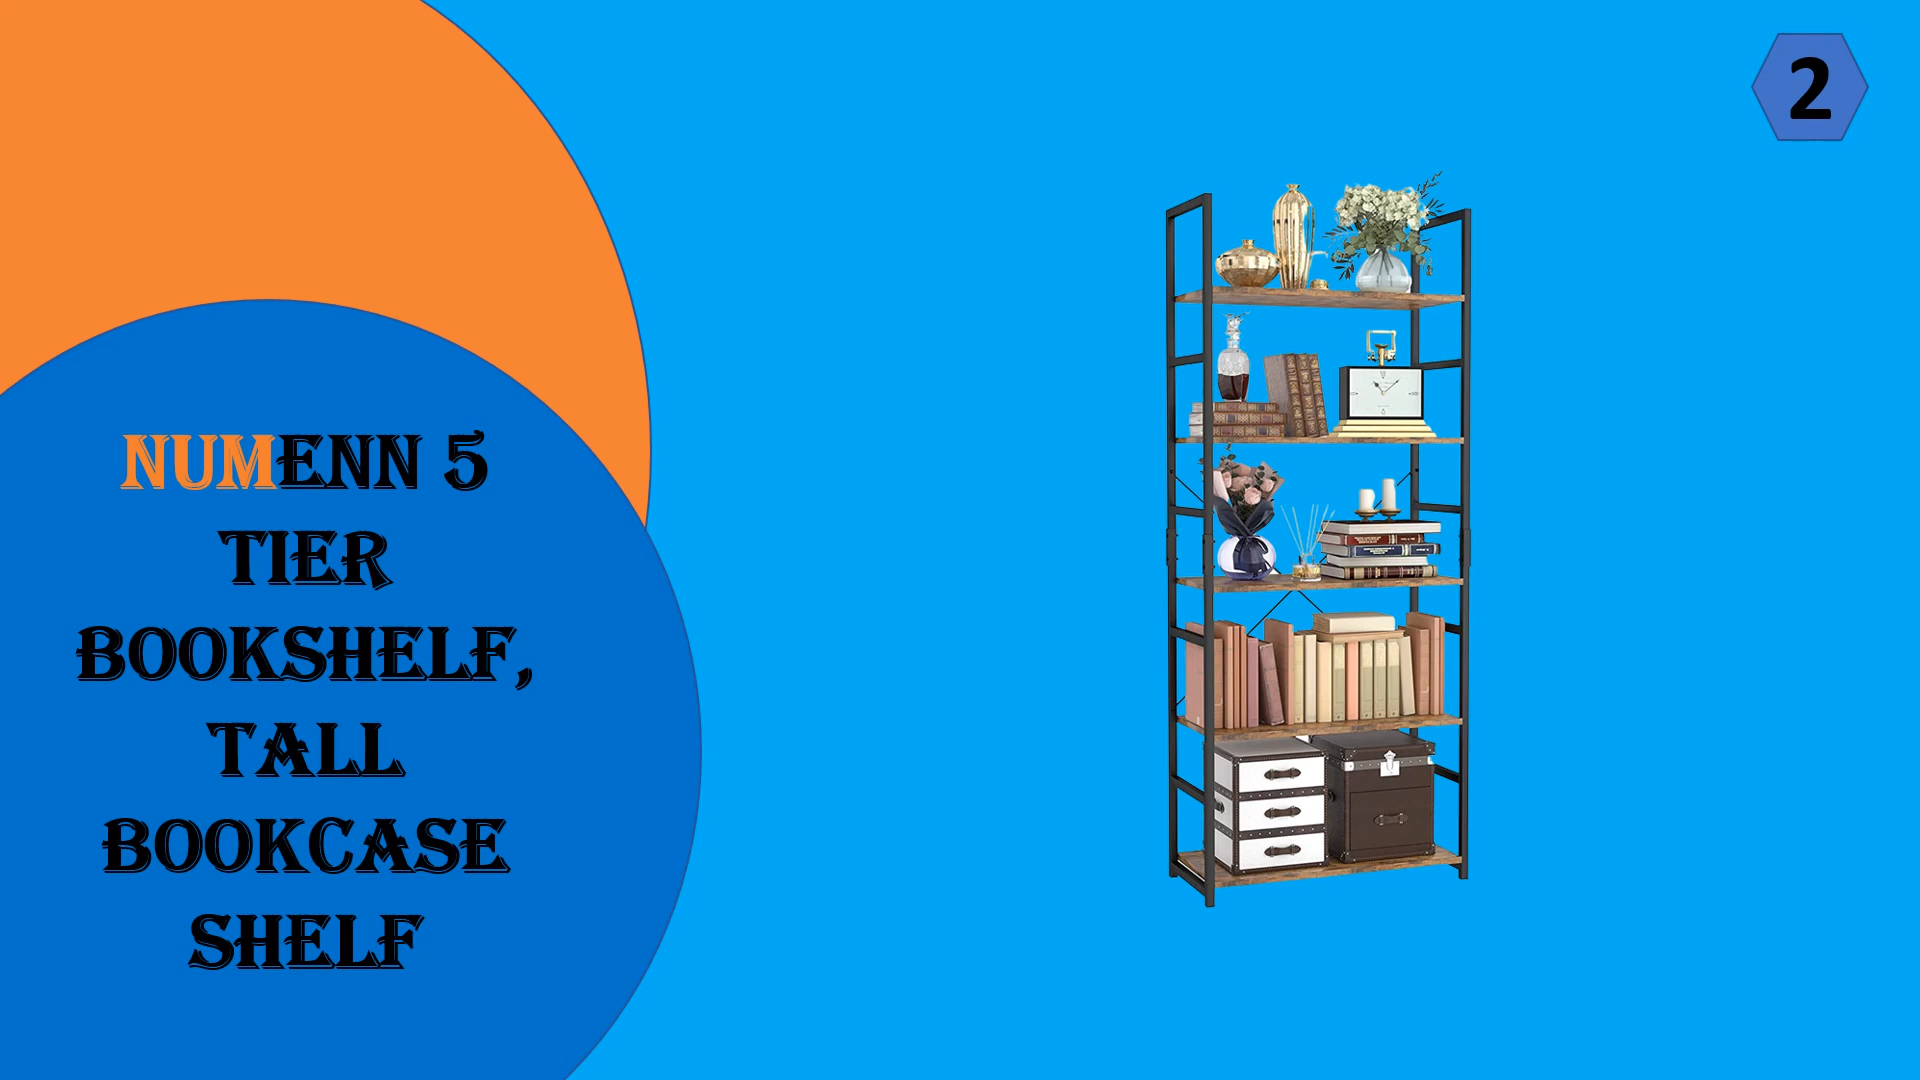 2
NUMENN 5
TIER
BOOKSHELF,
TALL
BOOKCASE
SHELF